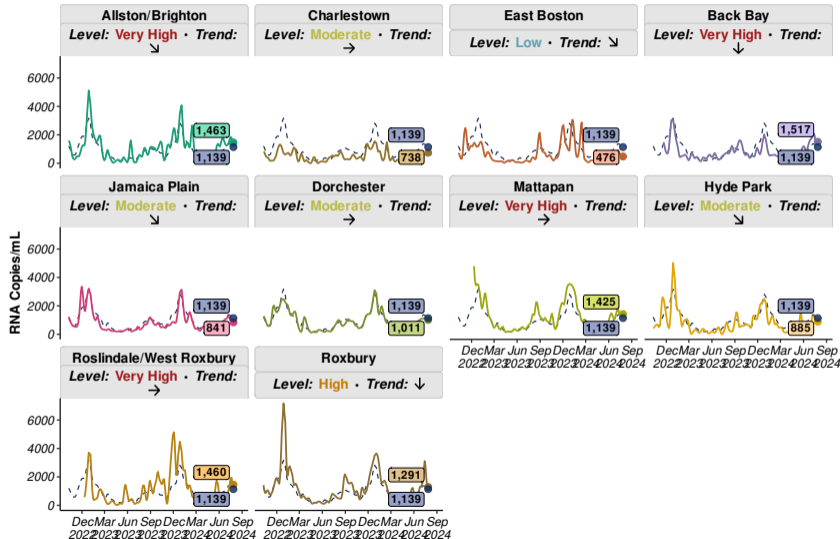 Allston/Brighton
Level: Very High · Trend:
↘
Charlestown
Level: Moderate · Trend:
→
East Boston
Level: Low · Trend: ↘
Back Bay
Level: Very High · Trend:
↓
6000
4000
2000
0
1,463
1,139
1,139
738
1,139
476
1,517
1,139
Jamaica Plain
Level: Moderate · Trend:
↘
Dorchester
Level: Moderate · Trend:
→
Mattapan
Level: Very High · Trend:
→
Hyde Park
Level: Moderate · Trend:
↘
RNA Copies/mL
6000
4000
2000
0
1,139
841
1,139
1,011
1,425
1,139
1,139
885
Dec Mar Jun Sep Dec Mar Jun Sep
2022 2023 2023 2023 2023 2024 2024 2024
Dec Mar Jun Sep Dec Mar Jun Sep
2022 2023 2023 2023 2023 2024 2024 2024
Roslindale/West Roxbury
Level: Very High · Trend:
→
Roxbury
Level: High · Trend: ↓
6000
4000
2000
0
1,460
1,139
1,291
1,139
Dec Mar Jun Sep Dec Mar Jun Sep
2022 2023 2023 2023 2023 2024 2024 2024
Dec Mar Jun Sep Dec Mar Jun Sep
2022 2023 2023 2023 2023 2024 2024 2024